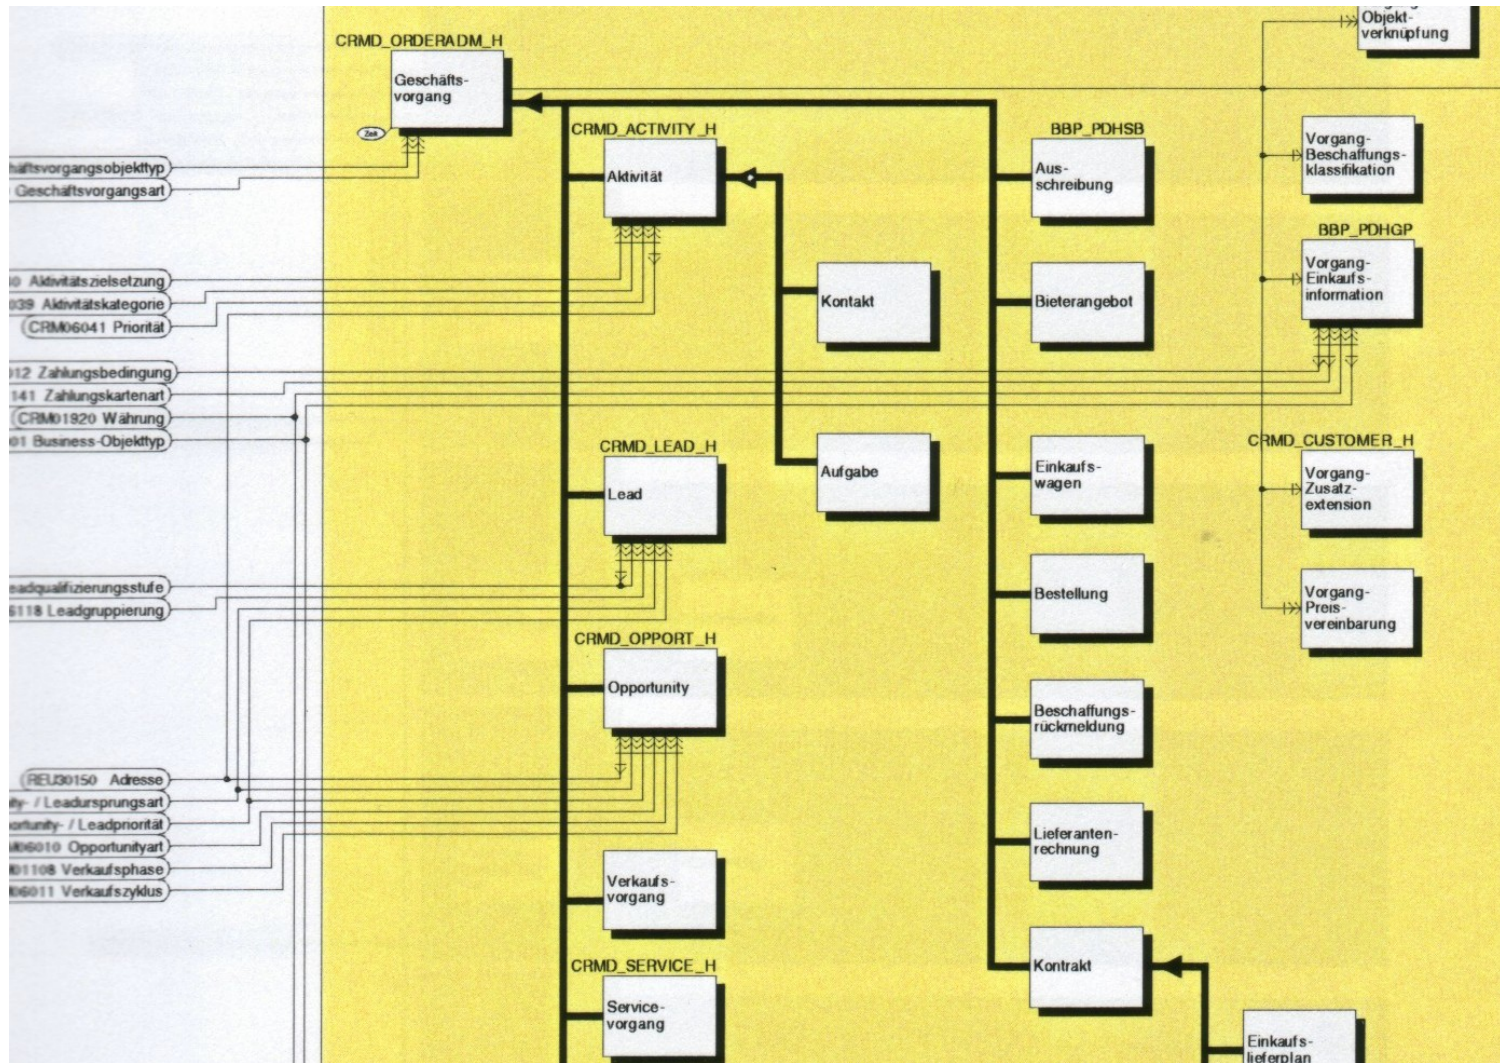 Objekt-
verknüpfung
CRMD_ORDERADM_H
Geschäfts-
vorgang
Zeit
Geschäftsvorgangsart
CRMD_ACTIVITY_H
Aktivität
BBP_PDHSB
Aus-
schreibung
Vorgang-
Beschaffungs-
klassifikation
BBP_PDHGP
Vorgang-
Einkaufs-
information
Aktivitätszielsetzung
039 Aktivitätskategorie
CRM06041 Priorität
Kontakt
Bieterangebot
012 Zahlungsbedingung
141 Zahlungskartenart
CRM01920 Währung
01 Business-Objekttyp
CRMD_LEAD_H
Lead
Aufgabe
Einkaufs-
wagen
CRMD_CUSTOMER_H
Vorgang-
Zusatz-
extension
eadqualifizierungsstufe
6118 Leadgruppierung
Bestellung
Vorgang-
Preis-
vereinbarung
CRMD_OPPORT_H
Opportunity
Beschaffungs-
rückmeldung
REU30150 Adresse
/ Leadursprungsart
ortunity- / Leadpriorität
06010 Opportunityart
01108 Verkaufsphase
06011 Verkaufszyklus
Lieferanten-
rechnung
Verkaufs-
vorgang
CRMD_SERVICE_H
Service-
vorgang
Kontrakt
Einkaufs-
lieferplan